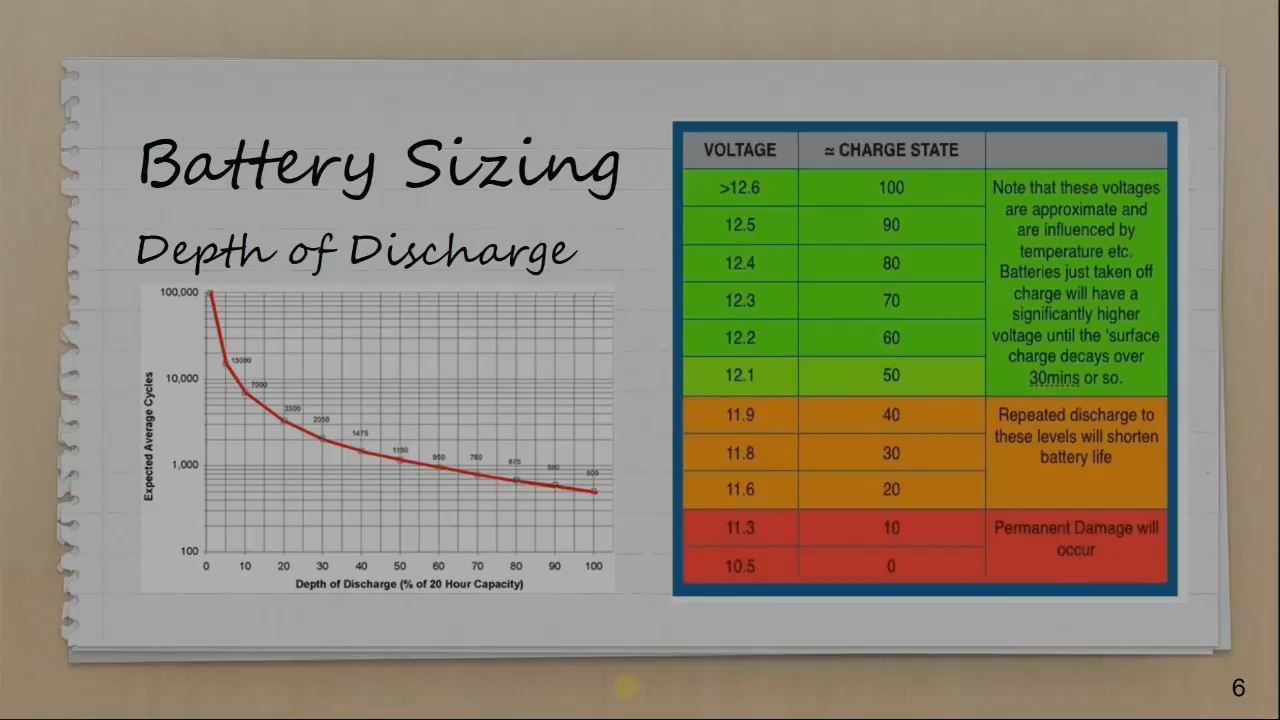 Battery Sizing
Depth of Discharge
100,000
10,000
1,000
100
Expected Average Cycles
15000
7000
3300
2050
1475
1150
950
780
675
590
500
0 10 20 30 40 50 60 70 80 90 100
Depth of Discharge (% of 20 Hour Capacity)
VOLTAGE ≃ CHARGE STATE
>12.6 100
12.5 90
12.4 80
12.3 70
12.2 60
12.1 50
Note that these voltages
are approximate and
are influenced by
temperature etc.
Batteries just taken off
charge will have a
significantly higher
voltage until the 'surface
charge decays over
30mins or so.
11.9 40
11.8 30
11.6 20
Repeated discharge to
these levels will shorten
battery life
11.3 10
10.5 0
Permanent Damage will
occur
6